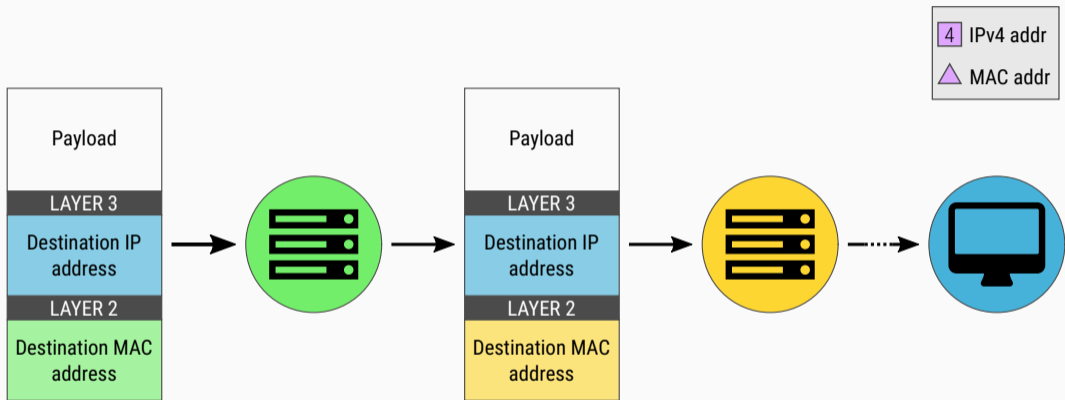 4 IPv4 addr
MAC addr
Payload
LAYER 3
Destination IP
address
LAYER 2
Destination MAC
address
Payload
LAYER 3
Destination IP
address
LAYER 2
Destination MAC
address